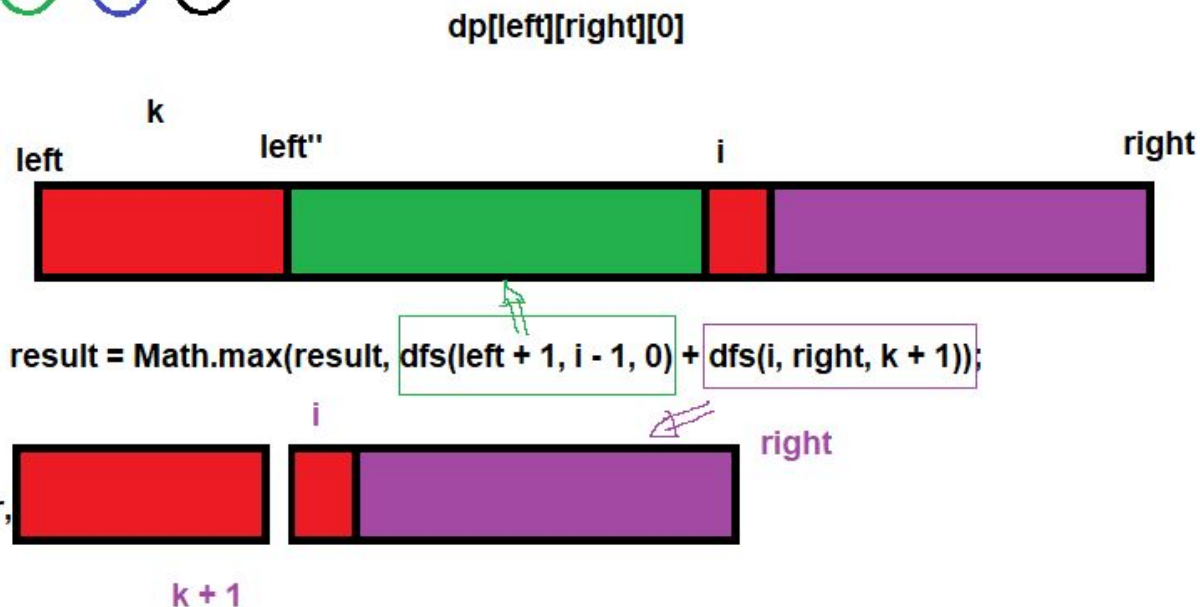 dp[left][right][0]
k
left
left''
i
right
result = Math.max(result, dfs(left + 1, i - 1, 0) + dfs(i, right, k + 1));
i
right
k + 1